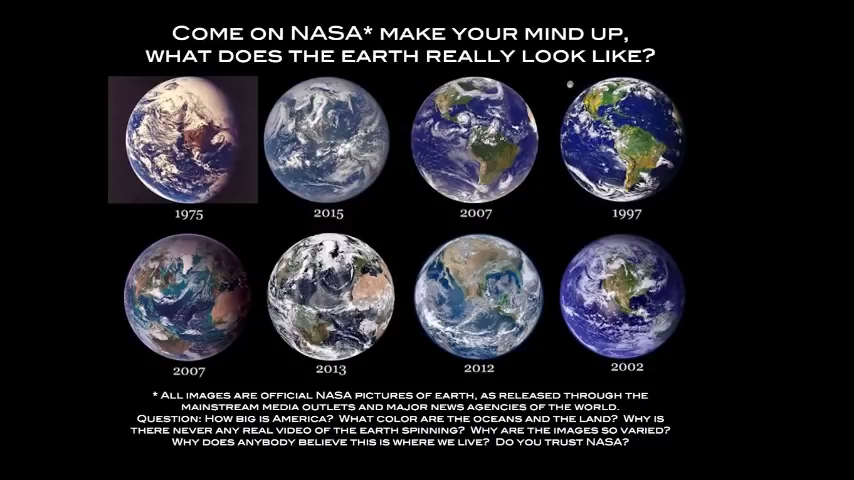 Come on NASA* make your mind up,
what does the earth really look like?
1975
2015
2007
1997
2007
2013
2012
2002
* All images are official NASA pictures of earth, as released through the
mainstream media outlets and major news agencies of the world.
Question: How big is America? What color are the oceans and the land? Why is
there never any real video of the earth spinning? Why are the images so varied?
Why does anybody believe this is where we live? Do you trust NASA?